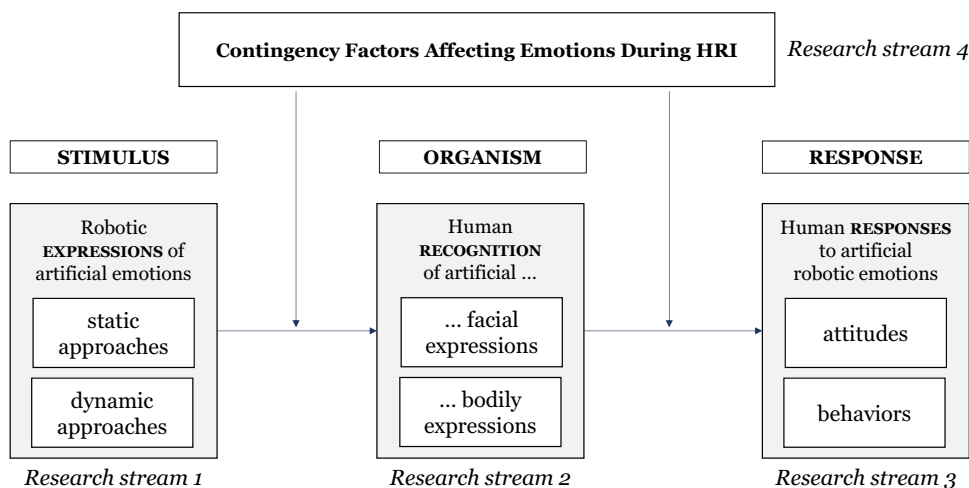 Contingency Factors Affecting Emotions During HRI
Research stream 4
STIMULUS
ORGANISM
RESPONSE
Robotic
EXPRESSIONS of
artificial emotions
static
approaches
dynamic
approaches
Research stream 1
Human
RECOGNITION
of artificial ...
... facial
expressions
... bodily
expressions
Research stream 2
Human RESPONSES
to artificial
robotic emotions
attitudes
behaviors
Research stream 3